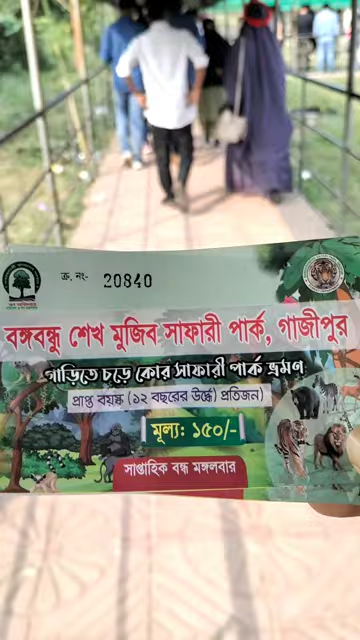 ক্র. নং- 20840
বঙ্গবন্ধু শেখ মুজিব সাফারী পার্ক, গাজীপুর
গাড়িতে চড়ে কোর সাফারী পার্ক ভ্রমণ
প্রাপ্ত বয়স্ক (১২ বছরের উর্দ্ধে) প্রতিজন)
মূল্য: ১৫০/-
সাপ্তাহিক বন্ধ মঙ্গলবার